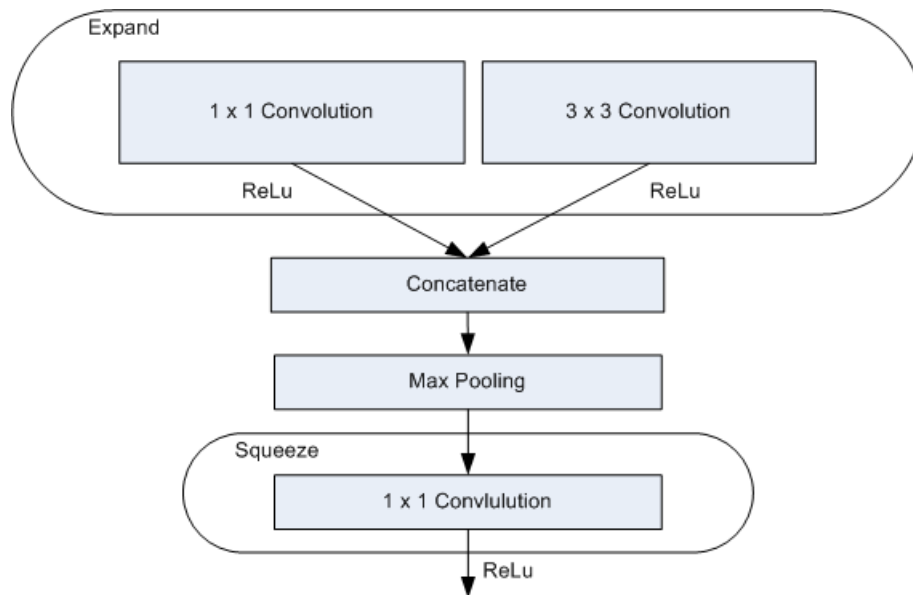 Expand
1 x 1 Convolution
3 x 3 Convolution
ReLu
ReLu
Concatenate
Max Pooling
Squeeze
1 x 1 Convlulution
ReLu